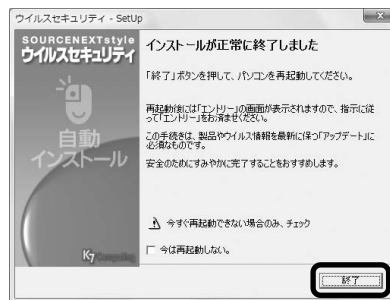 ウイルスセキュリティ - SetUp
SOURCENEXTstyle
ウイルスセキュリティ
自動
インストール
K7 Computing
インストールが正常に終了しました
「終了」ボタンを押して、パソコンを再起動してください。
再起動後には「エントリー」の画面が表示されますので、指示に従
って「エントリー」をお済ませください。
この手続きは、製品やウイルス情報を最新に保つ「アップデート」に
必須なものです。
安全のためにすみやかに完了することをおすすめします。
今すぐ再起動できない場合のみ、チェック
今は再起動しない。
終了